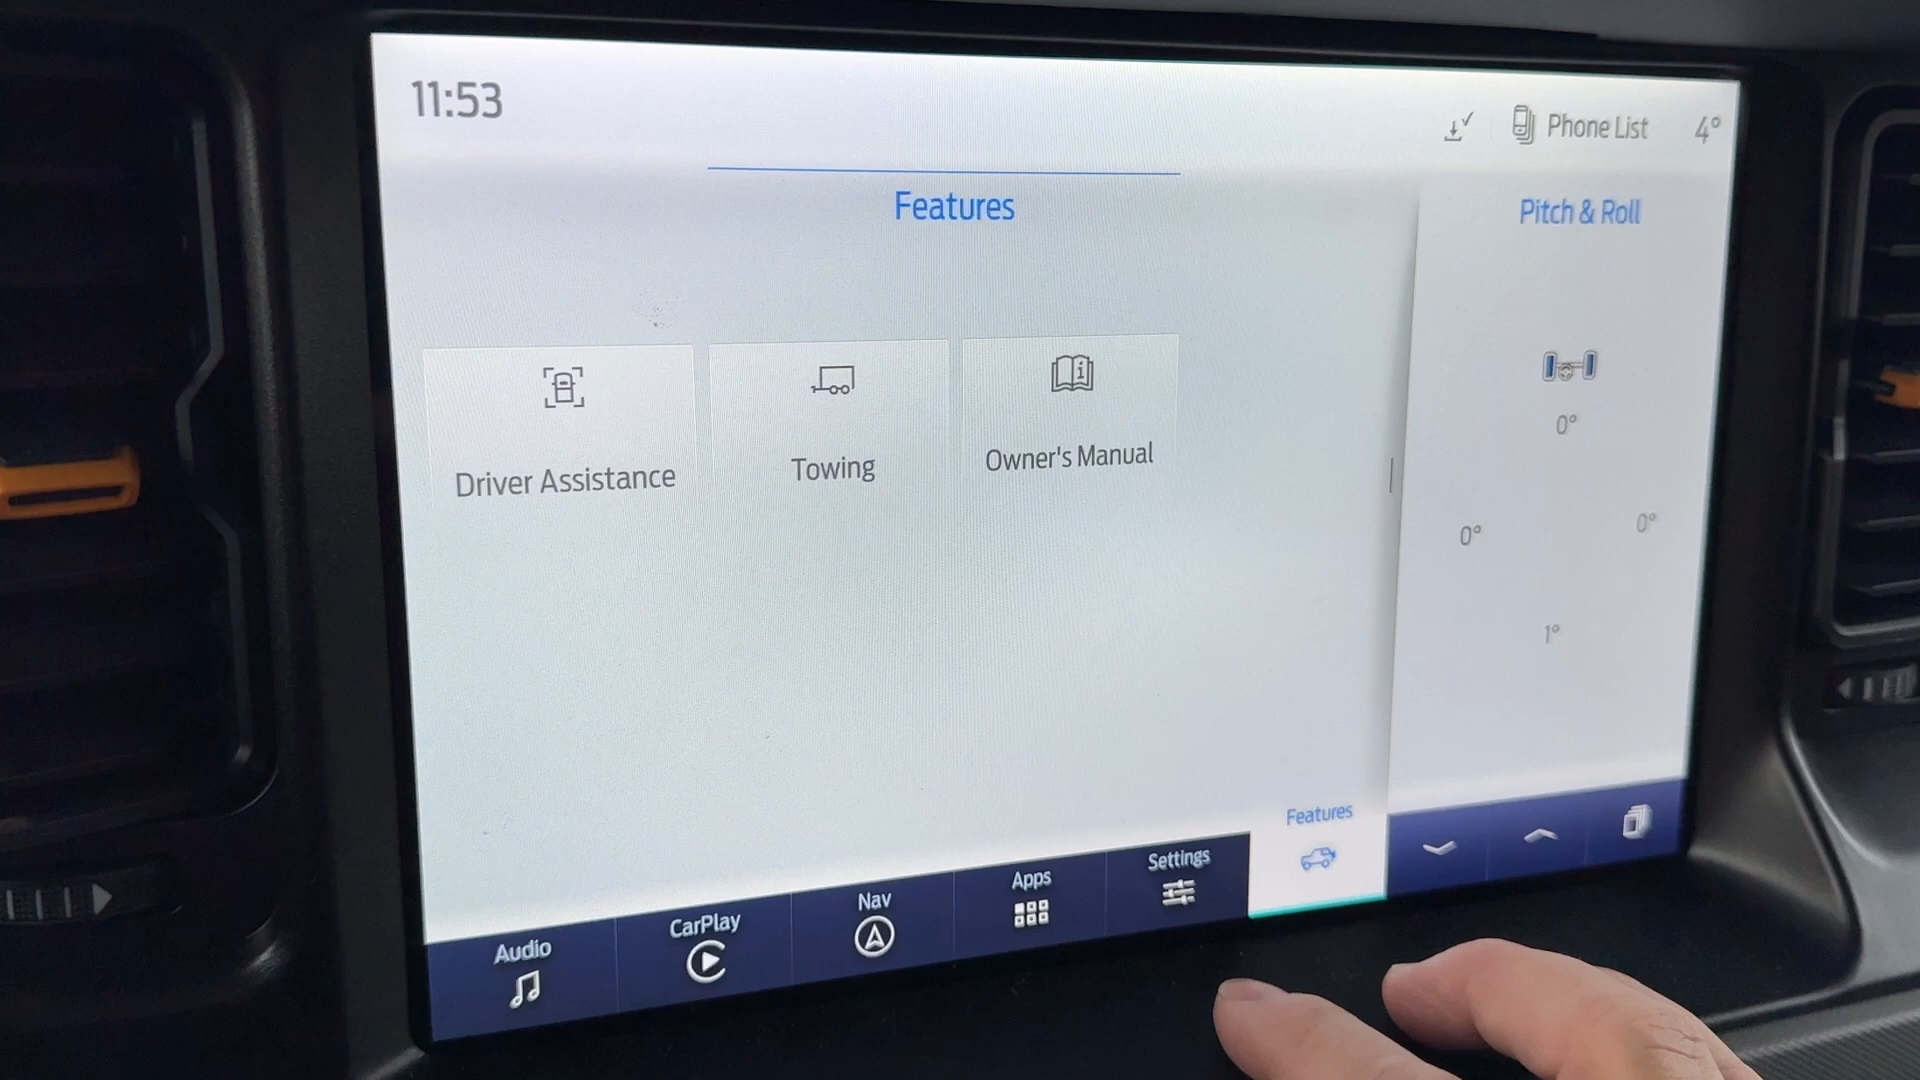 11:53
Phone List
4°
Features
Pitch & Roll
Driver Assistance
Towing
Owner's Manual
0°
0°
0°
1°
Audio
CarPlay
Nav
Apps
Settings
Features